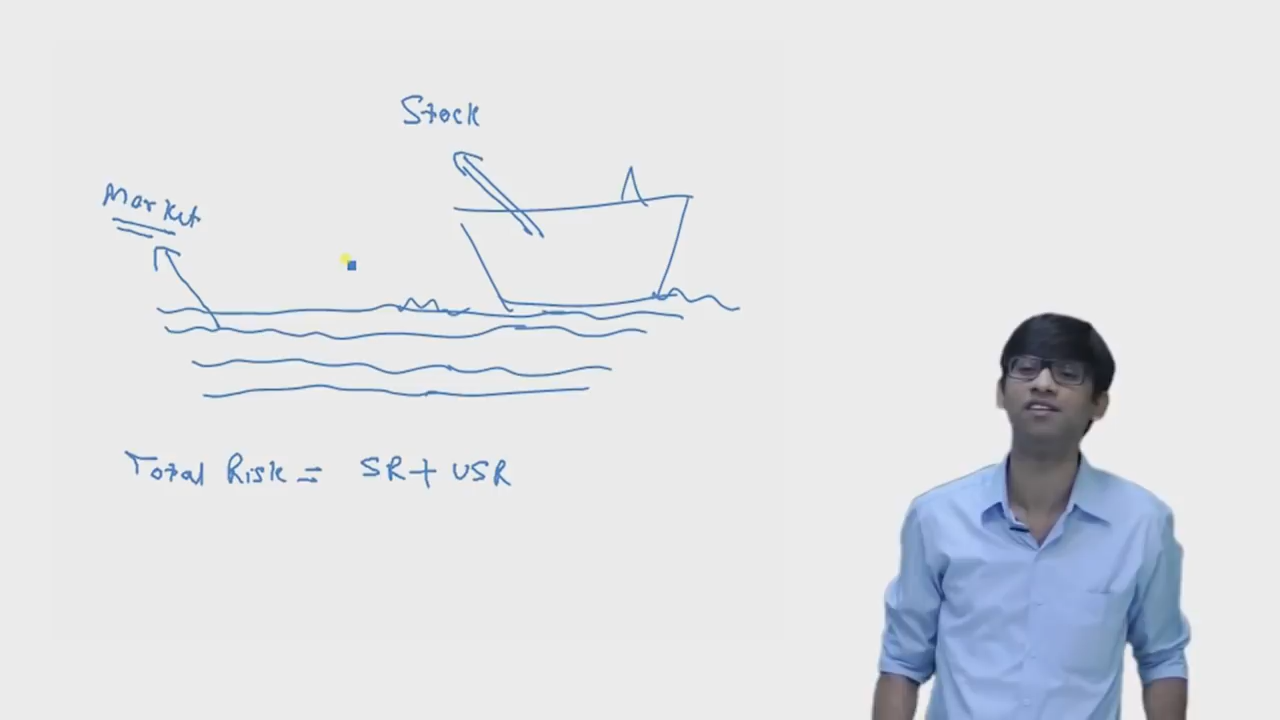 Stock
Market
Total Risk = SR + USR